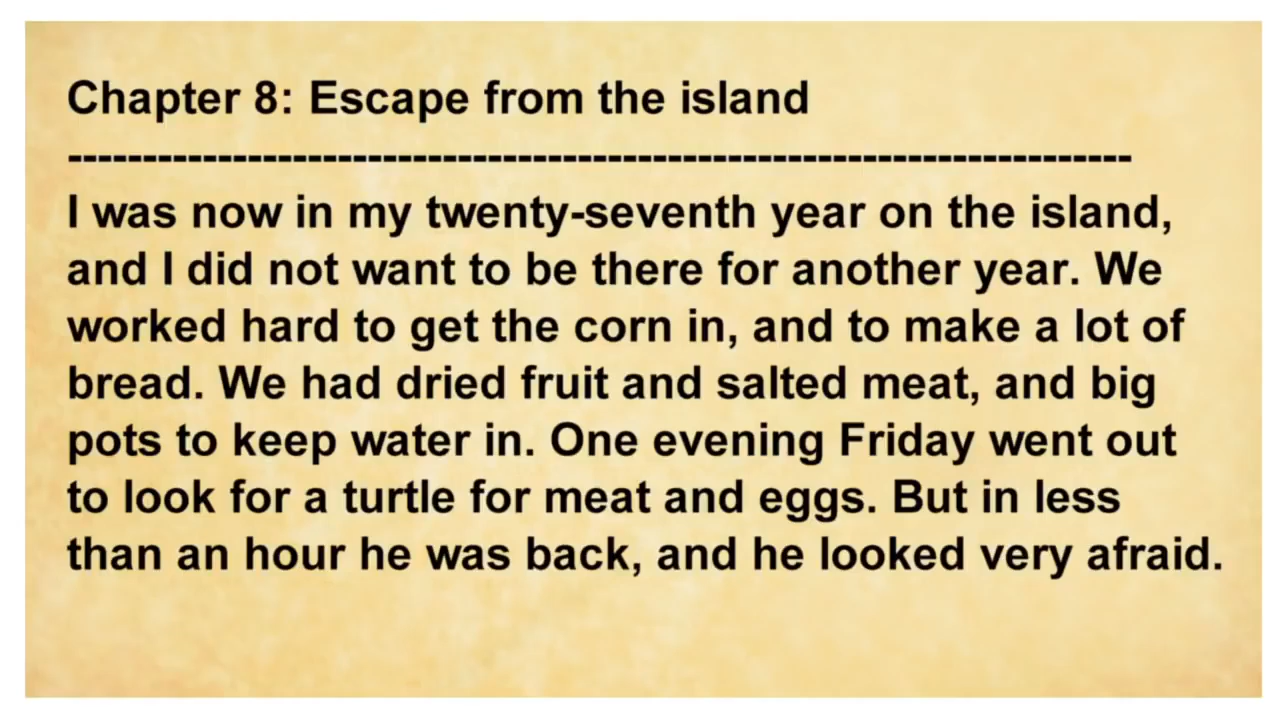 Chapter 8: Escape from the island
-----------------------------------------------------------------------
I was now in my twenty-seventh year on the island,
and I did not want to be there for another year. We
worked hard to get the corn in, and to make a lot of
bread. We had dried fruit and salted meat, and big
pots to keep water in. One evening Friday went out
to look for a turtle for meat and eggs. But in less
than an hour he was back, and he looked very afraid.